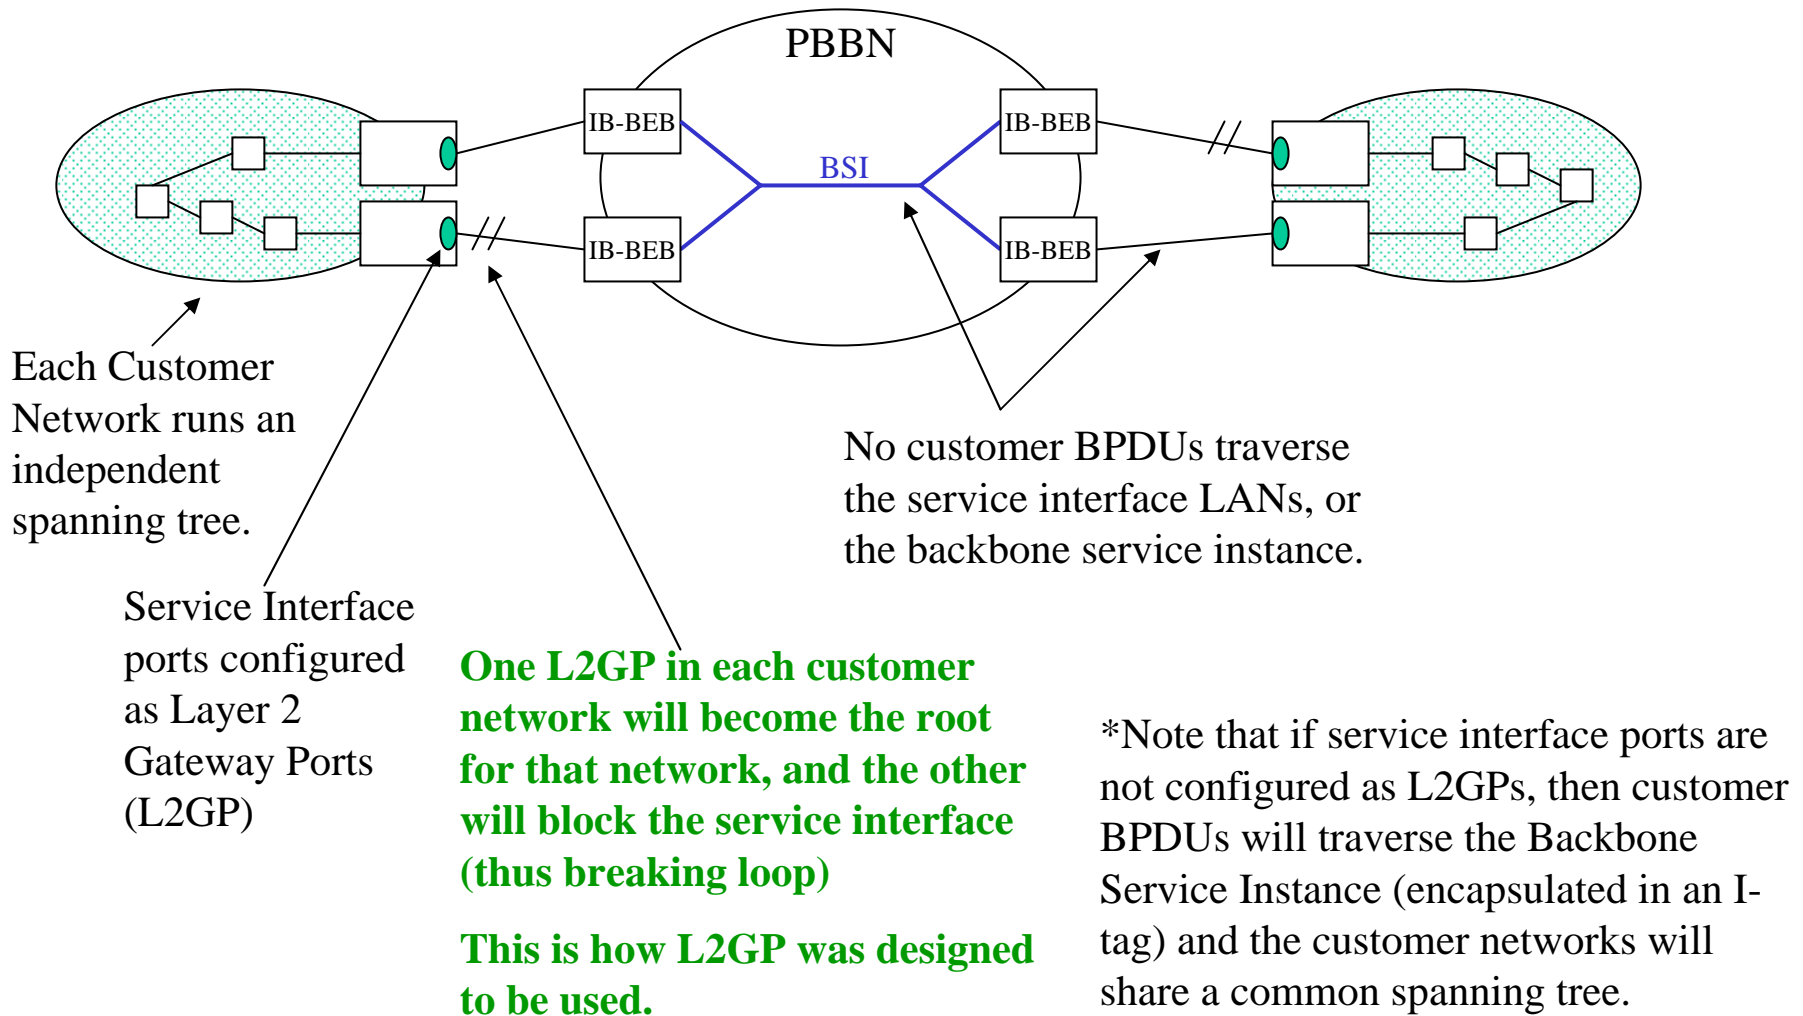 PBBN
IB-BEB
IB-BEB
BSI
IB-BEB
IB-BEB
Each Customer
Network runs an
independent
spanning tree.
No customer BPDUs traverse
the service interface LANs, or
the backbone service instance.
Service Interface
ports configured
as Layer 2
Gateway Ports
(L2GP)
One L2GP in each customer
network will become the root
for that network, and the other
will block the service interface
(thus breaking loop)
This is how L2GP was designed
to be used.
*Note that if service interface ports are
not configured as L2GPs, then customer
BPDUs will traverse the Backbone
Service Instance (encapsulated in an I-
tag) and the customer networks will
share a common spanning tree.